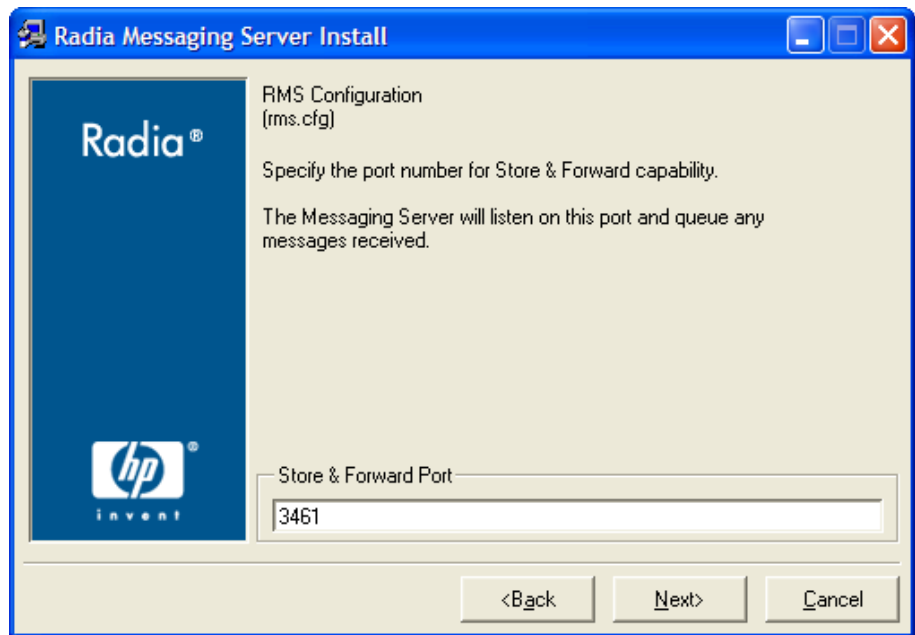 Radia Messaging Server Install
Radia®
RMS Configuration
(rms.cfg)
Specify the port number for Store & Forward capability.
The Messaging Server will listen on this port and queue any
messages received.
hp®
invent
Store & Forward Port
3461
<Back
Next>
Cancel